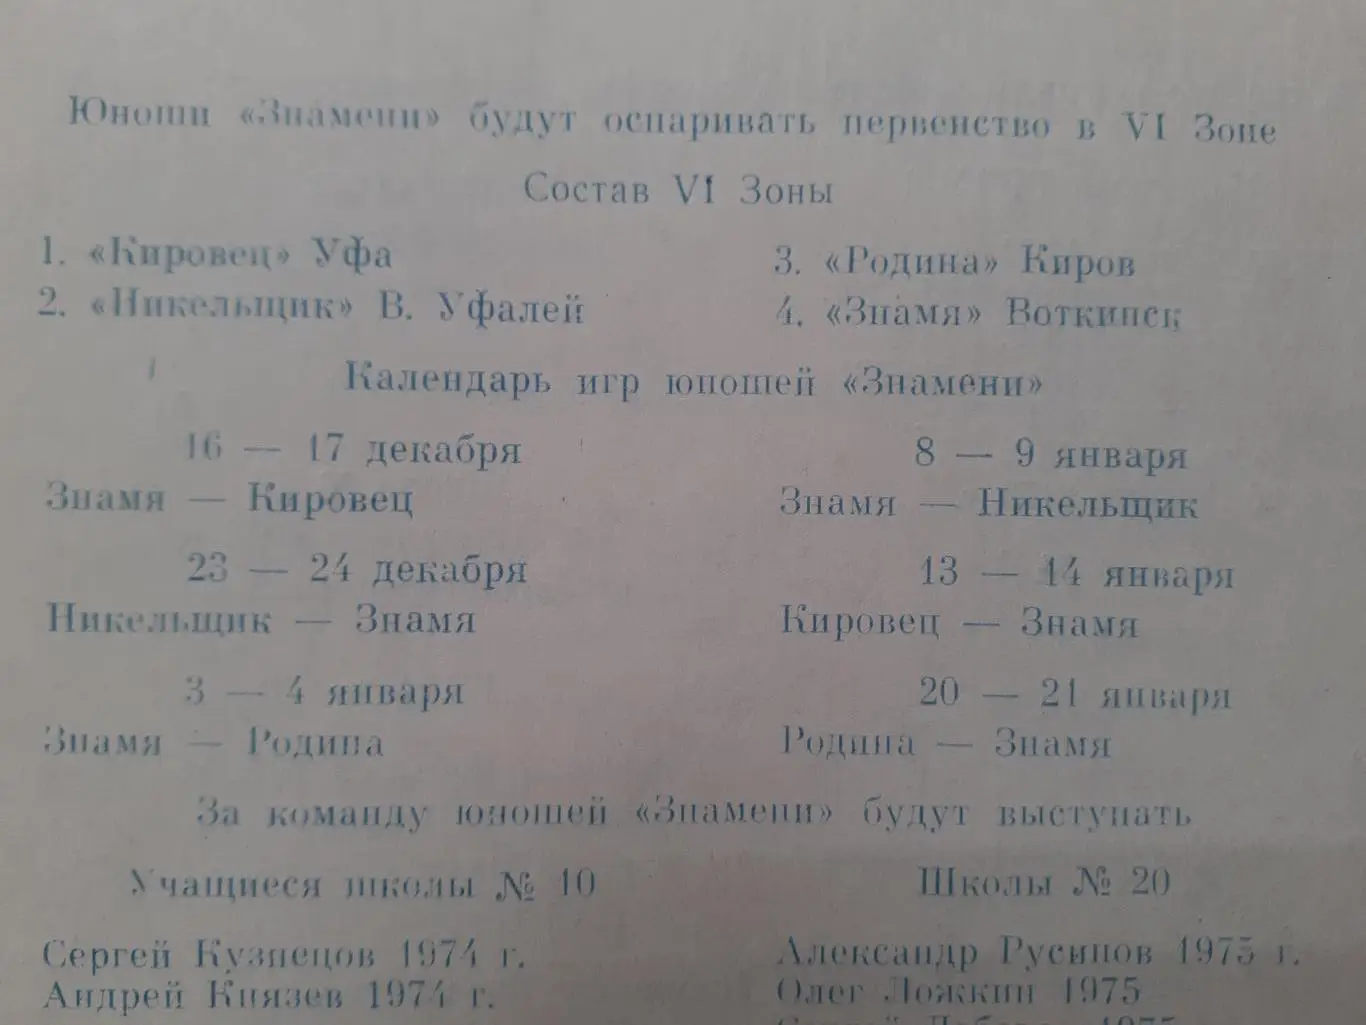 Юноши «Знамени» будут оспаривать первенство в VI Зоне
Состав VI Зоны
1. «Кировец» Уфа
2. «Никельщик» В. Уфалей
3. «Родина» Киров
4. «Знамя» Воткинск
Календарь игр юношей «Знамени»
16 — 17 декабря
Знамя — Кировец
23 — 24 декабря
Никельщик — Знамя
3 — 4 января
Знамя — Родина
8 — 9 января
Знамя — Никельщик
13 — 14 января
Кировец — Знамя
20 — 21 января
Родина — Знамя
За команду юношей «Знамени» будут выступать
Учащиеся школы № 10
Сергей Кузнецов 1974 г.
Андрей Князев 1974 г.
Школы № 20
Александр Русинов 1975 г.
Олег Ложкин 1975